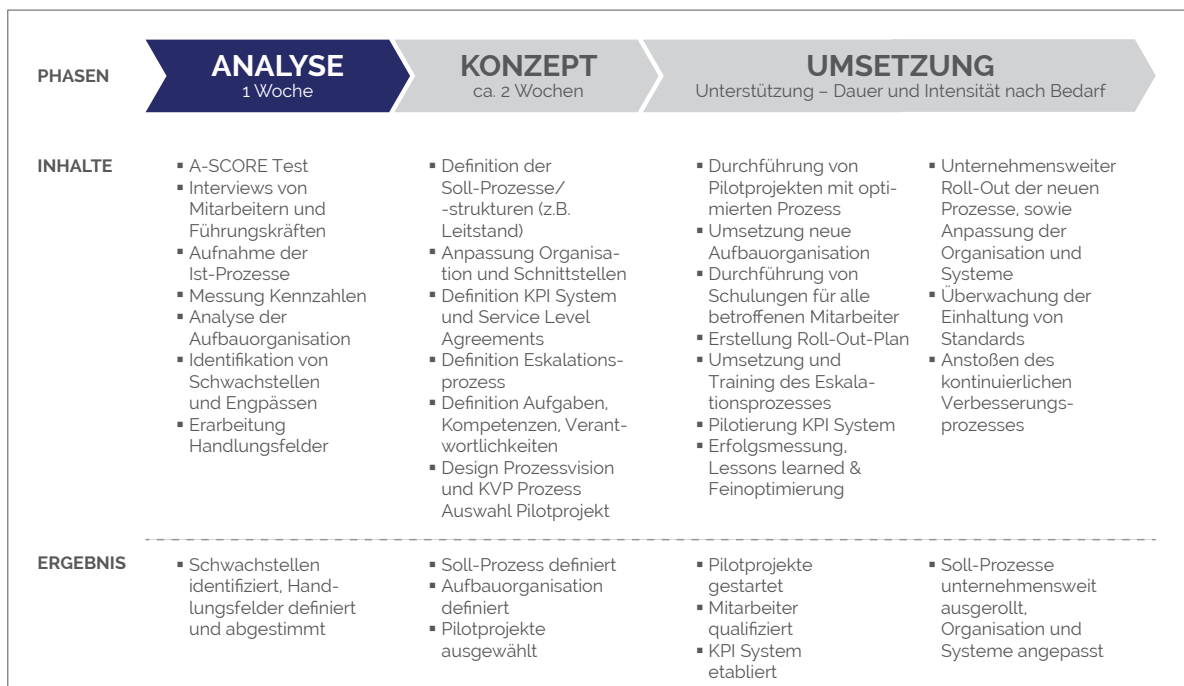 PHASEN
ANALYSE
1 Woche
KONZEPT
ca. 2 Wochen
UMSETZUNG
Unterstützung – Dauer und Intensität nach Bedarf
INHALTE
▪ A-SCORE Test
▪ Interviews von
Mitarbeitern und
Führungskräften
▪ Aufnahme der
Ist-Prozesse
▪ Messung Kennzahlen
▪ Analyse der
Aufbauorganisation
▪ Identifikation von
Schwachstellen
und Engpässen
▪ Erarbeitung
Handlungsfelder
▪ Definition der
Soll-Prozesse/
-strukturen (z.B.
Leitstand)
▪ Anpassung Organisa-
tion und Schnittstellen
▪ Definition KPI System
und Service Level
Agreements
▪ Definition Eskalations-
prozess
▪ Definition Aufgaben,
Kompetenzen, Verant-
wortlichkeiten
▪ Design Prozessvision
und KVP Prozess
Auswahl Pilotprojekt
▪ Durchführung von
Pilotprojekten mit opti-
mierten Prozess
▪ Umsetzung neue
Aufbauorganisation
▪ Durchführung von
Schulungen für alle
betroffenen Mitarbeiter
▪ Erstellung Roll-Out-Plan
▪ Umsetzung und
Training des Eskala-
tionsprozesses
▪ Pilotierung KPI System
▪ Erfolgsmessung,
Lessons learned &
Feinoptimierung
▪ Unternehmensweiter
Roll-Out der neuen
Prozesse, sowie
Anpassung der
Organisation und
Systeme
▪ Überwachung der
Einhaltung von
Standards
▪ Anstoßen des
kontinuierlichen
Verbesserungs-
prozesses
ERGEBNIS
▪ Schwachstellen
identifiziert, Hand-
lungsfelder definiert
und abgestimmt
▪ Soll-Prozess definiert
▪ Aufbauorganisation
definiert
▪ Pilotprojekte
ausgewählt
▪ Pilotprojekte
gestartet
▪ Mitarbeiter
qualifiziert
▪ KPI System
etabliert
▪ Soll-Prozesse
unternehmensweit
ausgerollt,
Organisation und
Systeme angepasst